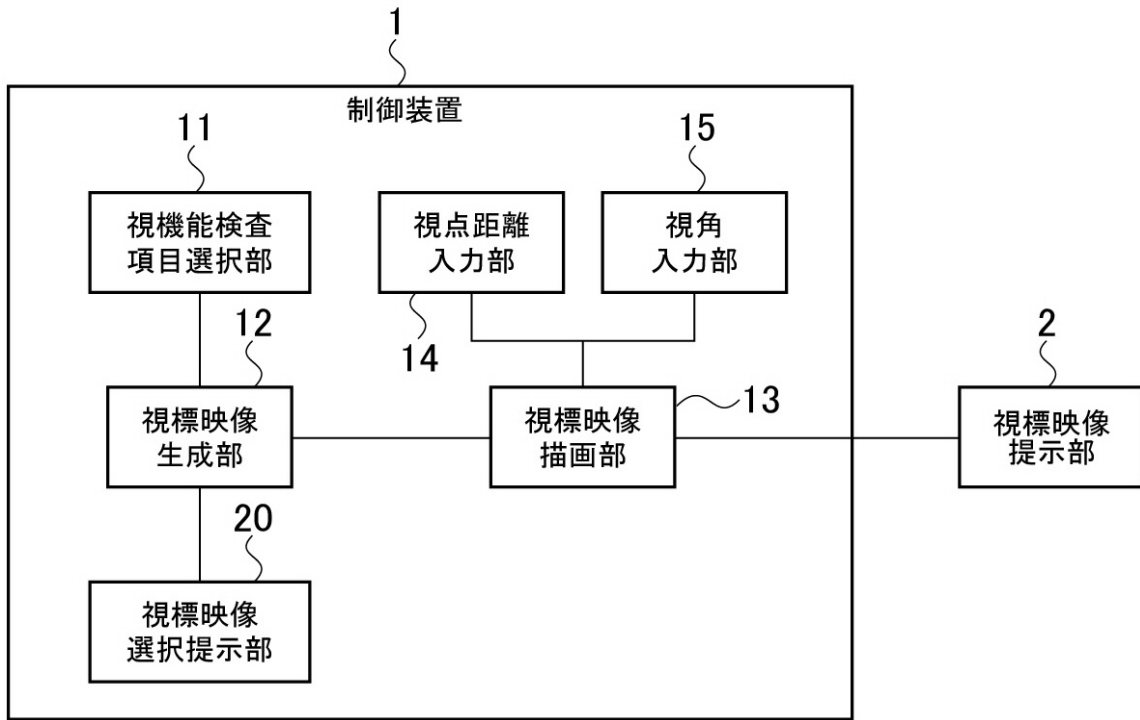 1
制御装置
11
視機能検査
項目選択部
視点距離
入力部
14
15
視角
入力部
12
視標映像
生成部
視標映像
描画部
13
2
視標映像
提示部
20
視標映像
選択提示部